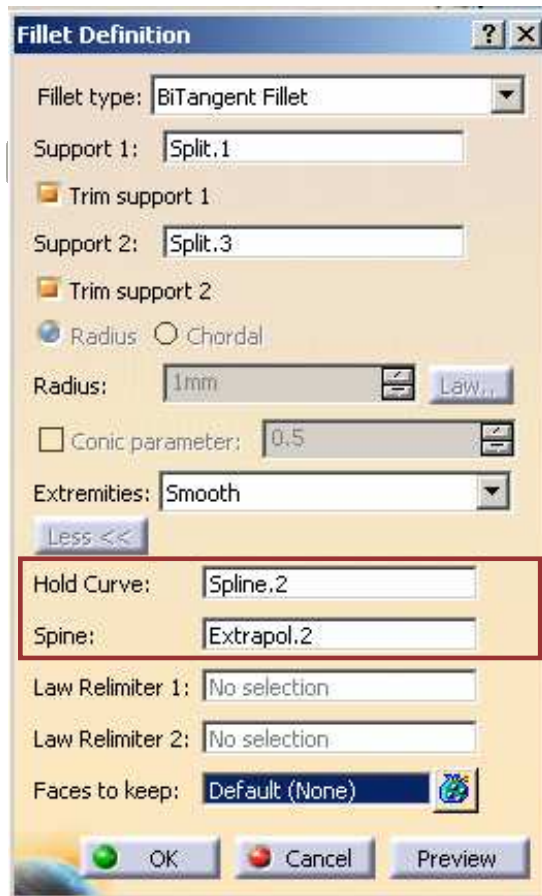 Fillet Definition ? X
Fillet type: BiTangent Fillet
Support 1: Split.1
Trim support 1
Support 2: Split.3
Trim support 2
Radius Chordal
Radius: 1mm Law..
Conic parameter: 0.5
Extremities: Smooth
Less <<
Hold Curve: Spline.2
Spine: Extrapol.2
Law Relimiter 1: No selection
Law Relimiter 2: No selection
Faces to keep: Default (None)
OK Cancel Preview